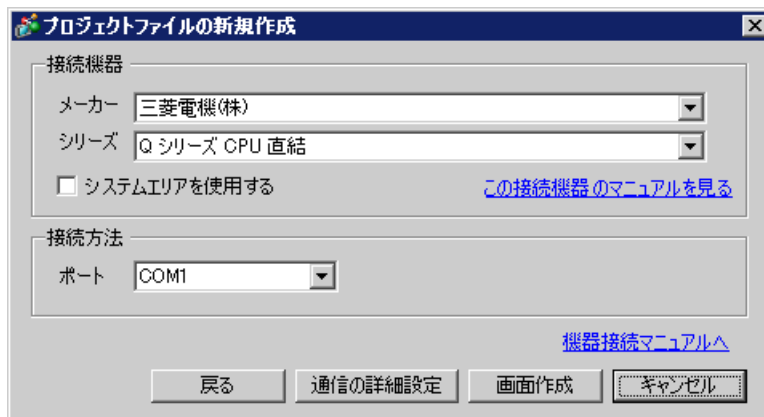 プロジェクトファイルの新規作成
接続機器
メーカー 三菱電機(株)
シリーズ Q シリーズ CPU 直結
システムエリアを使用する この接続機器のマニュアルを見る
接続方法
ポート COM1
機器接続マニュアルへ
戻る 通信の詳細設定 画面作成 キャンセル